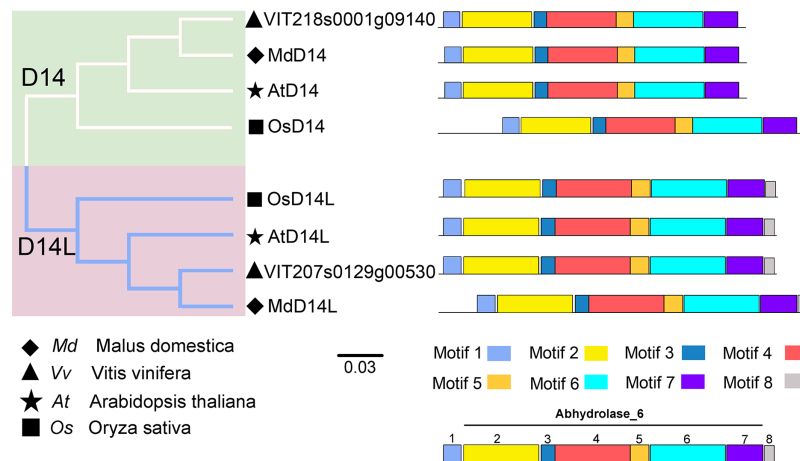 VIT218s0001g09140
D14
MdD14
AtD14
OsD14
OsD14L
D14L
AtD14L
VIT207s0129g00530
MdD14L
Md Malus domestica
Vv Vitis vinifera
At Arabidopsis thaliana
Os Oryza sativa
0.03
Motif 1 Motif 2 Motif 3 Motif 4
Motif 5 Motif 6 Motif 7 Motif 8
Abhydrolase_6
1 2 3 4 5 6 7 8